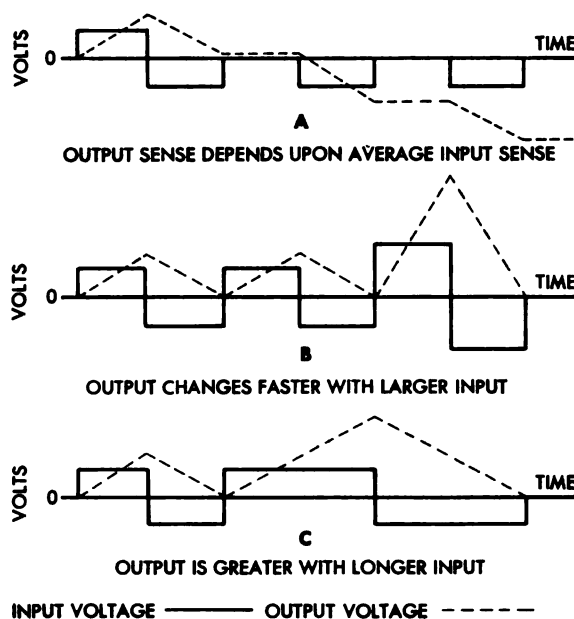 VOLTS
0
TIME
A
OUTPUT SENSE DEPENDS UPON AVERAGE INPUT SENSE
VOLTS
0
TIME
B
OUTPUT CHANGES FASTER WITH LARGER INPUT
VOLTS
0
TIME
C
OUTPUT IS GREATER WITH LONGER INPUT
INPUT VOLTAGE OUTPUT VOLTAGE